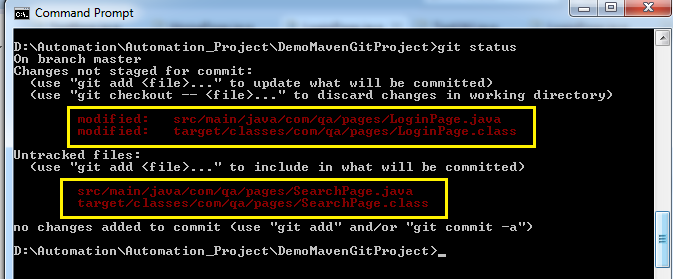 Command Prompt
D:\Automation\Automation_Project\DemoMavenGitProject>git status
On branch master
Changes not staged for commit:
(use "git add <file>..." to update what will be committed)
(use "git checkout -- <file>..." to discard changes in working directory)
modified: src/main/java/com/qa/pages/LoginPage.java
modified: target/classes/com/qa/pages/LoginPage.class
Untracked files:
(use "git add <file>..." to include in what will be committed)
src/main/java/com/qa/pages/SearchPage.java
target/classes/com/qa/pages/SearchPage.class
no changes added to commit (use "git add" and/or "git commit -a")
D:\Automation\Automation_Project\DemoMavenGitProject>_